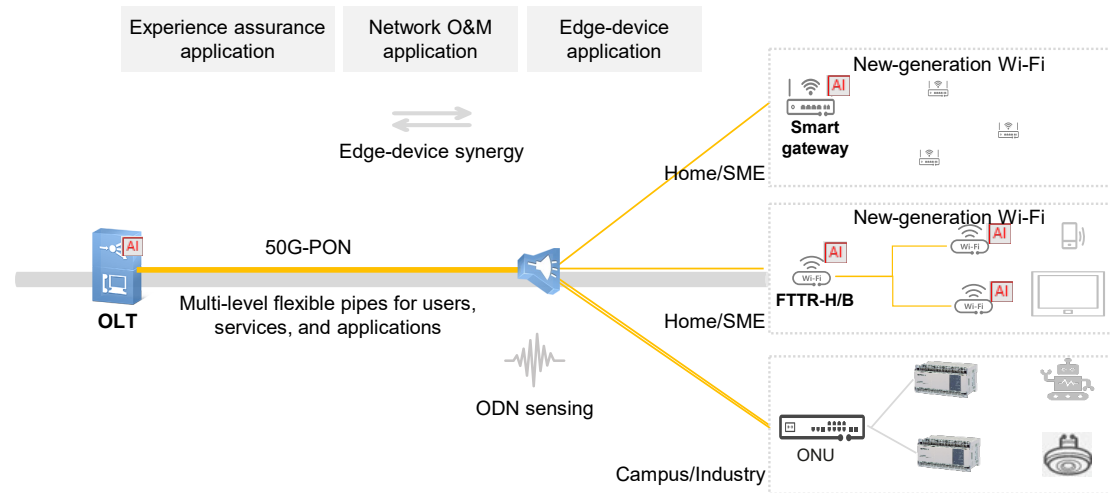 Experience assurance
application
Network O&M
application
Edge-device
application
Edge-device synergy
New-generation Wi-Fi
AI
Smart
gateway
Home/SME
New-generation Wi-Fi
AI
50G-PON
AI
Wi-Fi
AI
Wi-Fi
FTTR-H/B
AI
Wi-Fi
Multi-level flexible pipes for users,
services, and applications
OLT
Home/SME
ODN sensing
ONU
Campus/Industry